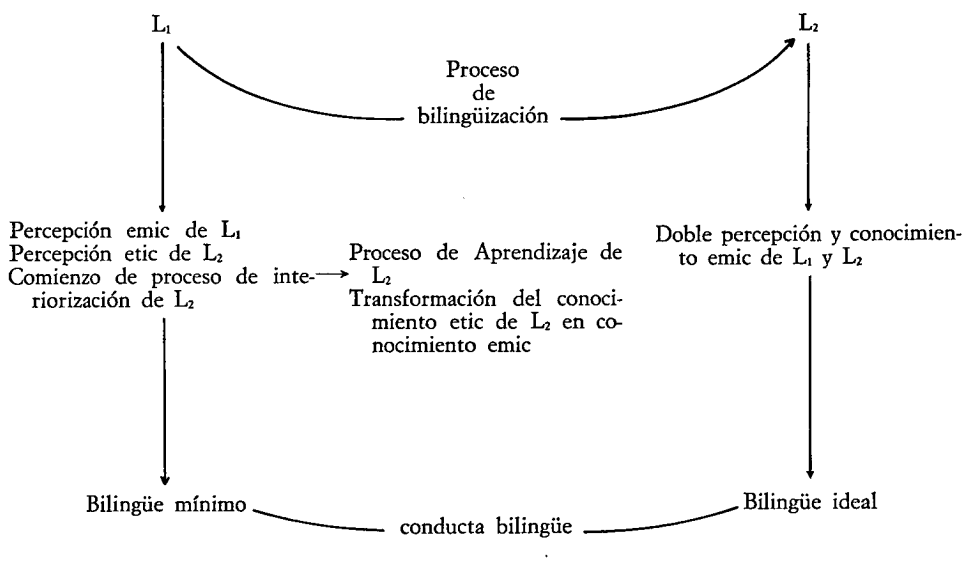 L₁
L₂
Proceso
de
bilingüización
Percepción emic de L₁
Percepción etic de L₂
Comienzo de proceso de inte-
riorización de L₂
Proceso de Aprendizaje de
L₂
Transformación del conoci-
miento etic de L₂ en co-
nocimiento emic
Doble percepción y conocimien-
to emic de L₁ y L₂
Bilingüe mínimo
conducta bilingüe
Bilingüe ideal